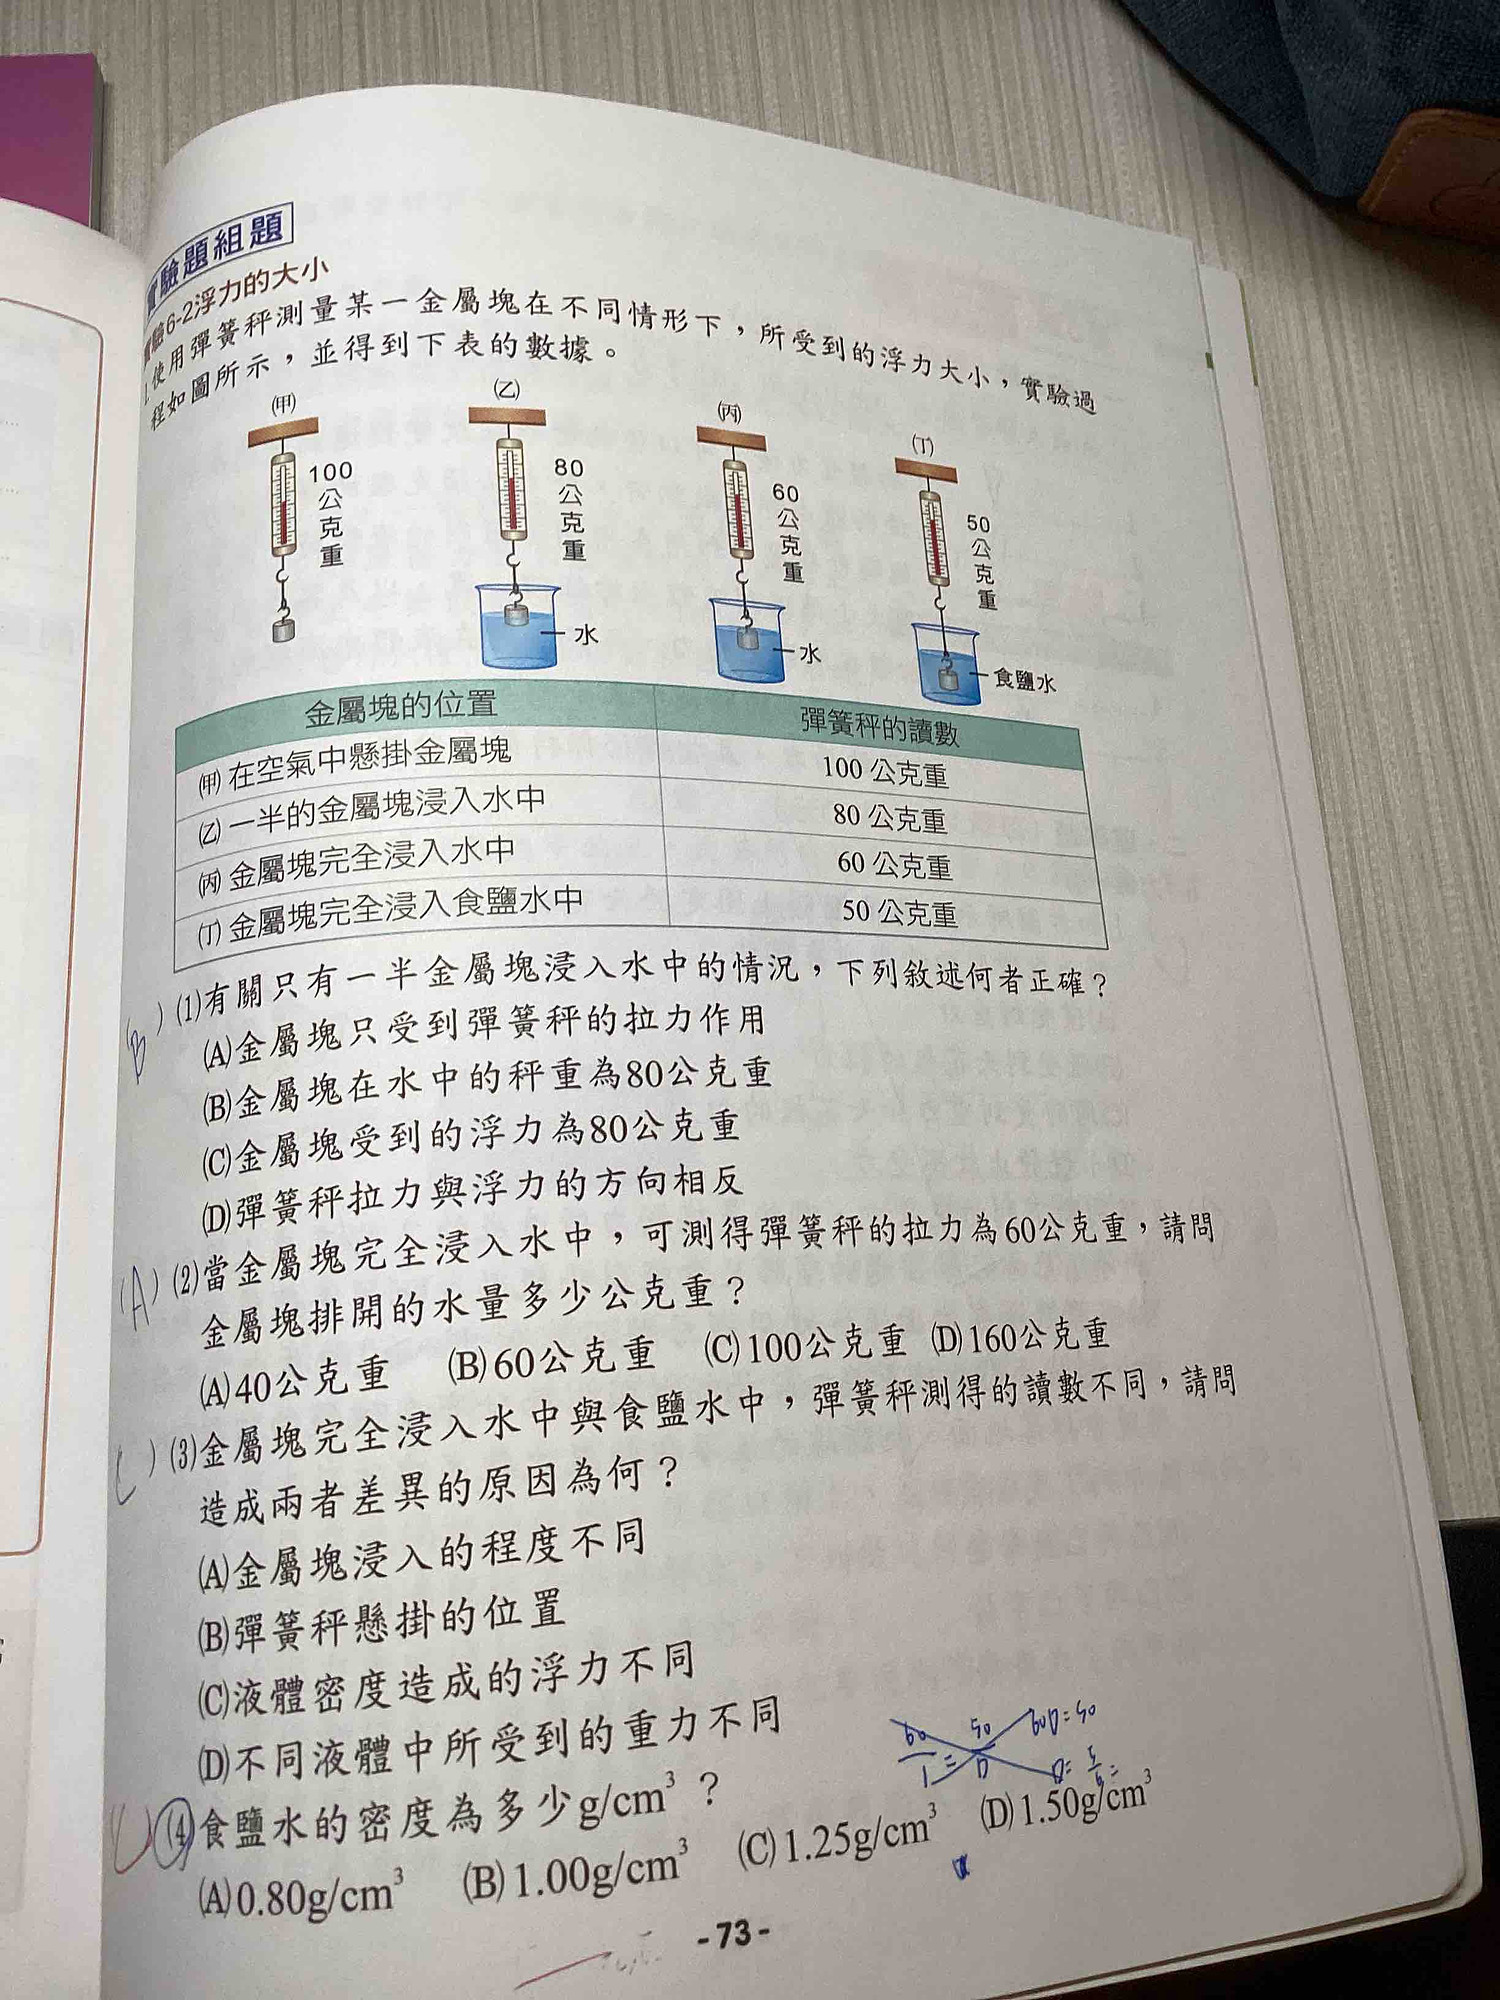 實驗題組題
實驗6-2浮力的大小
1.使用彈簧秤測量某一金屬塊在不同情形下，所受到的浮力大小，實驗過
程如圖所示，並得到下表的數據。
(甲) (乙) (丙) (丁)
100公克重 80公克重 60公克重 50公克重
水 水 食鹽水
金屬塊的位置 彈簧秤的讀數
(甲)在空氣中懸掛金屬塊 100公克重
(乙)一半的金屬塊浸入水中 80公克重
(丙)金屬塊完全浸入水中 60公克重
(丁)金屬塊完全浸入食鹽水中 50公克重
(B)(1)有關只有一半金屬塊浸入水中的情況，下列敘述何者正確？
(A)金屬塊只受到彈簧秤的拉力作用
(B)金屬塊在水中的秤重為80公克重
(C)金屬塊受到的浮力為80公克重
(D)彈簧秤拉力與浮力的方向相反
(A)(2)當金屬塊完全浸入水中，可測得彈簧秤的拉力為60公克重，請問
金屬塊排開的水量多少公克重？
(A)40公克重 (B)60公克重 (C)100公克重 (D)160公克重
(C)(3)金屬塊完全浸入水中與食鹽水中，彈簧秤測得的讀數不同，請問
造成兩者差異的原因為何？
(A)金屬塊浸入的程度不同
(B)彈簧秤懸掛的位置
(C)液體密度造成的浮力不同
(D)不同液體中所受到的重力不同
60/1 = 50/D 60D=50
D=5/6=
(C)(4)食鹽水的密度為多少g/cm³？
(A)0.80g/cm³ (B)1.00g/cm³ (C)1.25g/cm³ (D)1.50g/cm³
-73-